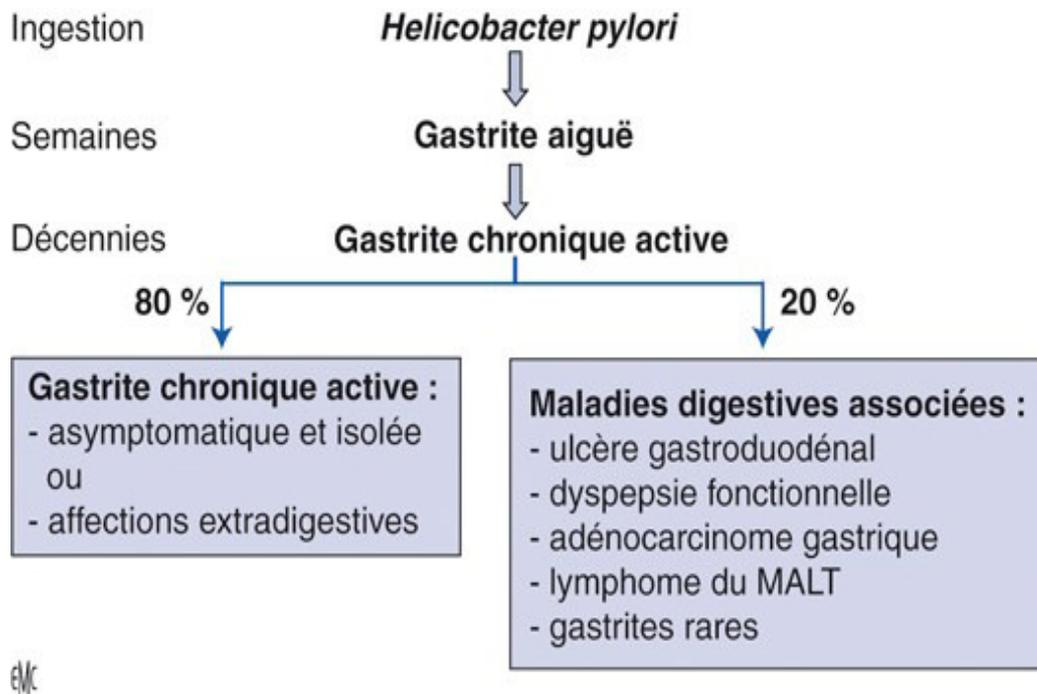 Ingestion Helicobacter pylori
Semaines Gastrite aiguë
Décennies Gastrite chronique active
80 % 20 %
Gastrite chronique active :
- asymptomatique et isolée
ou
- affections extradigestives
Maladies digestives associées :
- ulcère gastroduodénal
- dyspepsie fonctionnelle
- adénocarcinome gastrique
- lymphome du MALT
- gastrites rares
EMC